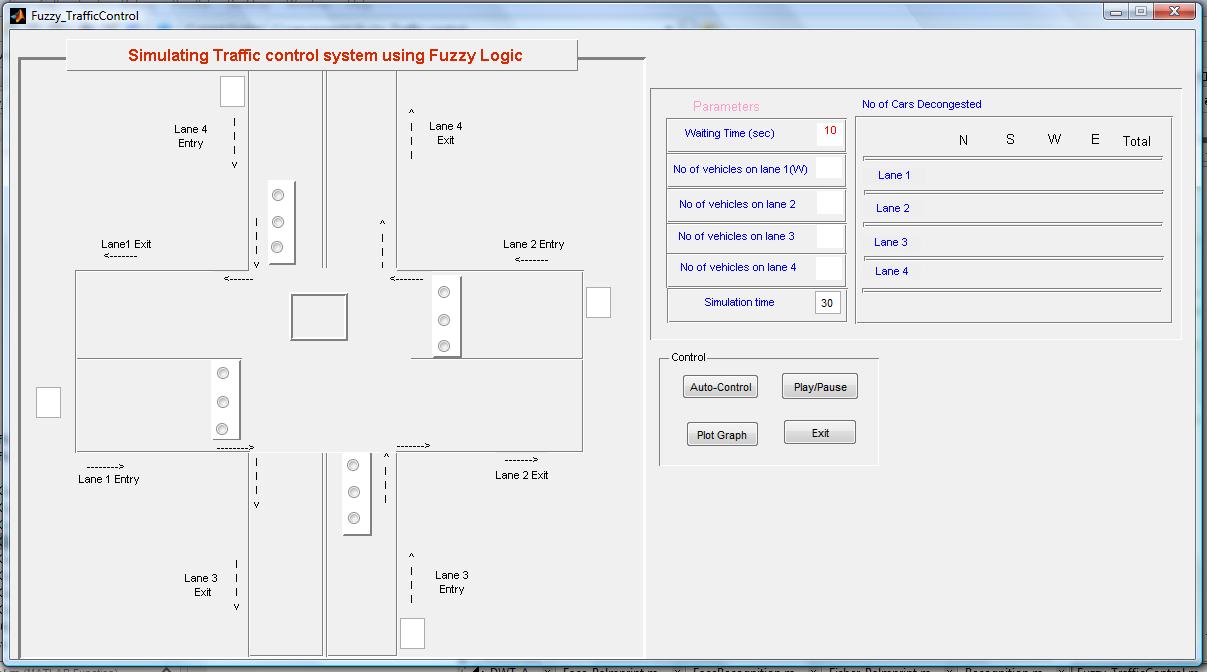 Fuzzy_TrafficControl
Simulating Traffic control system using Fuzzy Logic
Lane 4
Entry
Lane 4
Exit
Lane1 Exit
<-------
Lane 2 Entry
<-------
<------
<------
-------->
------->
-------->
Lane 1 Entry
------->
Lane 2 Exit
Lane 3
Exit
Lane 3
Entry
Parameters
Waiting Time (sec) 10
No of vehicles on lane 1(W)
No of vehicles on lane 2
No of vehicles on lane 3
No of vehicles on lane 4
Simulation time 30
No of Cars Decongested
N S W E Total
Lane 1
Lane 2
Lane 3
Lane 4
Control
Auto-Control Play/Pause
Plot Graph Exit